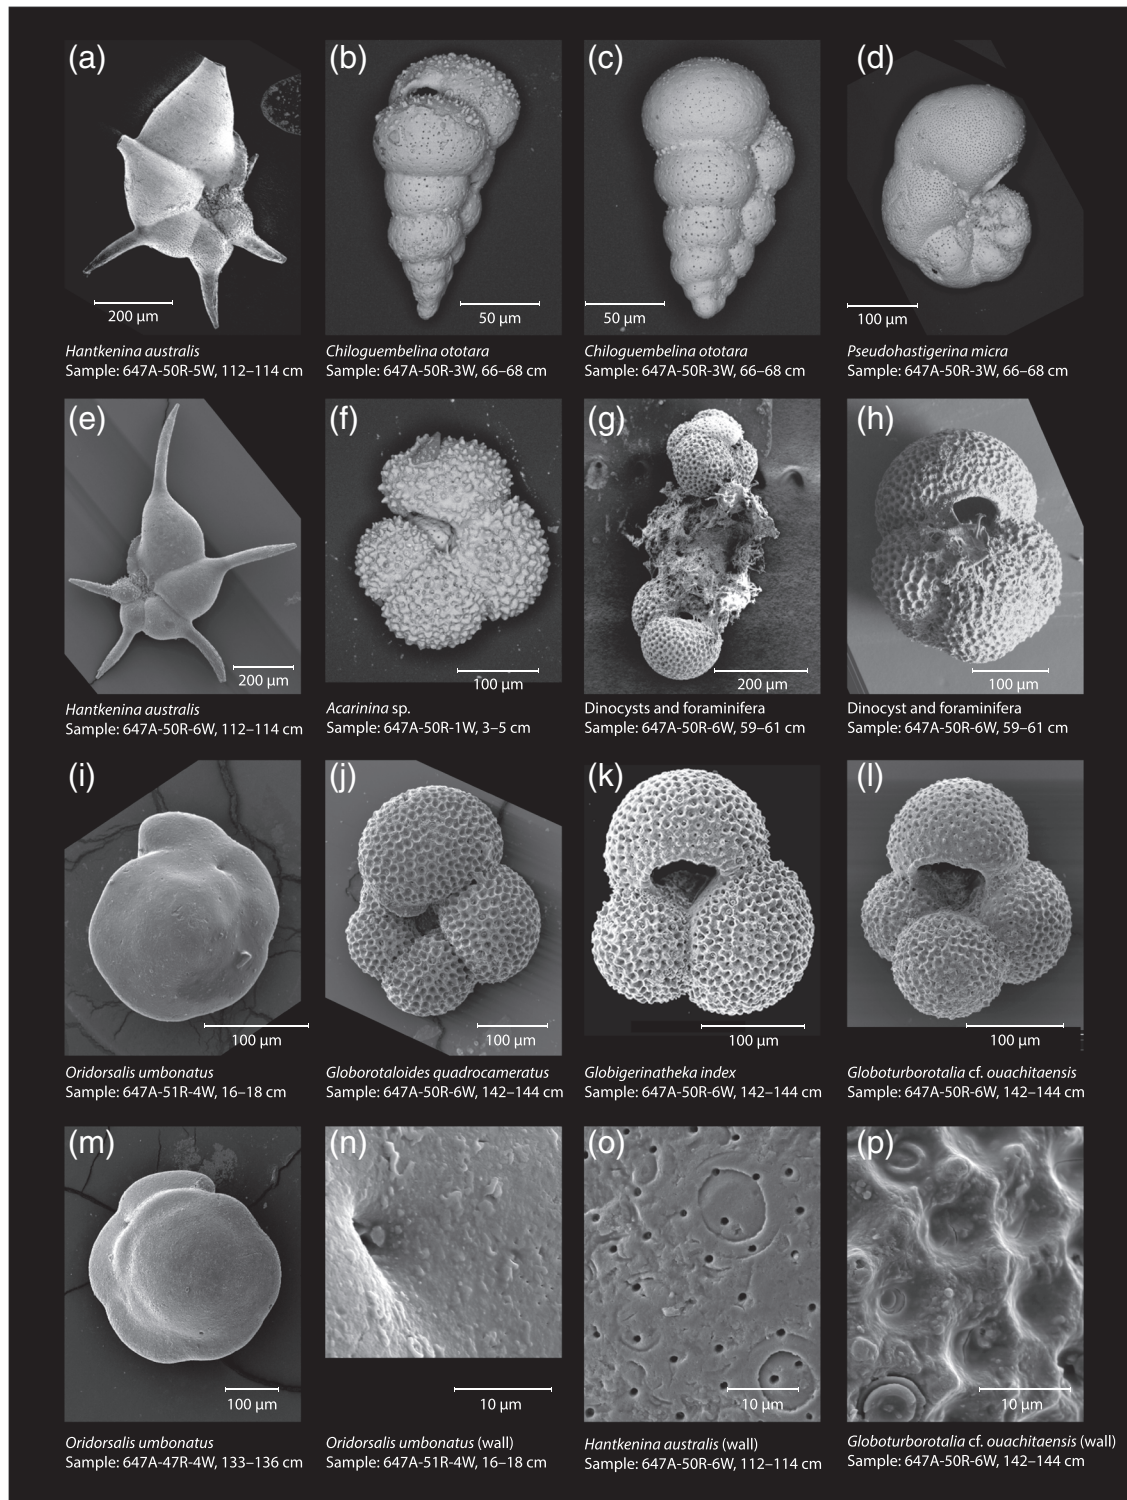 (a)
(b)
(c)
(d)
200 µm
50 µm
50 µm
100 µm
Hantkenina australis
Sample: 647A-50R-5W, 112–114 cm
Chiloguembelina ototara
Sample: 647A-50R-3W, 66–68 cm
Chiloguembelina ototara
Sample: 647A-50R-3W, 66–68 cm
Pseudohastigerina micra
Sample: 647A-50R-3W, 66–68 cm
(e)
(f)
(g)
(h)
200 µm
100 µm
200 µm
100 µm
Hantkenina australis
Sample: 647A-50R-6W, 112–114 cm
Acarinina sp.
Sample: 647A-50R-1W, 3–5 cm
Dinocysts and foraminifera
Sample: 647A-50R-6W, 59–61 cm
Dinocyst and foraminifera
Sample: 647A-50R-6W, 59–61 cm
(i)
(j)
(k)
(l)
100 µm
100 µm
100 µm
100 µm
Oridorsalis umbonatus
Sample: 647A-51R-4W, 16–18 cm
Globorotaloides quadrocameratus
Sample: 647A-50R-6W, 142–144 cm
Globigerinatheka index
Sample: 647A-50R-6W, 142–144 cm
Globoturborotalia cf. ouachitaensis
Sample: 647A-50R-6W, 142–144 cm
(m)
(n)
(o)
(p)
100 µm
10 µm
10 µm
10 µm
Oridorsalis umbonatus
Sample: 647A-47R-4W, 133–136 cm
Oridorsalis umbonatus (wall)
Sample: 647A-51R-4W, 16–18 cm
Hantkenina australis (wall)
Sample: 647A-50R-6W, 112–114 cm
Globoturborotalia cf. ouachitaensis (wall)
Sample: 647A-50R-6W, 142–144 cm